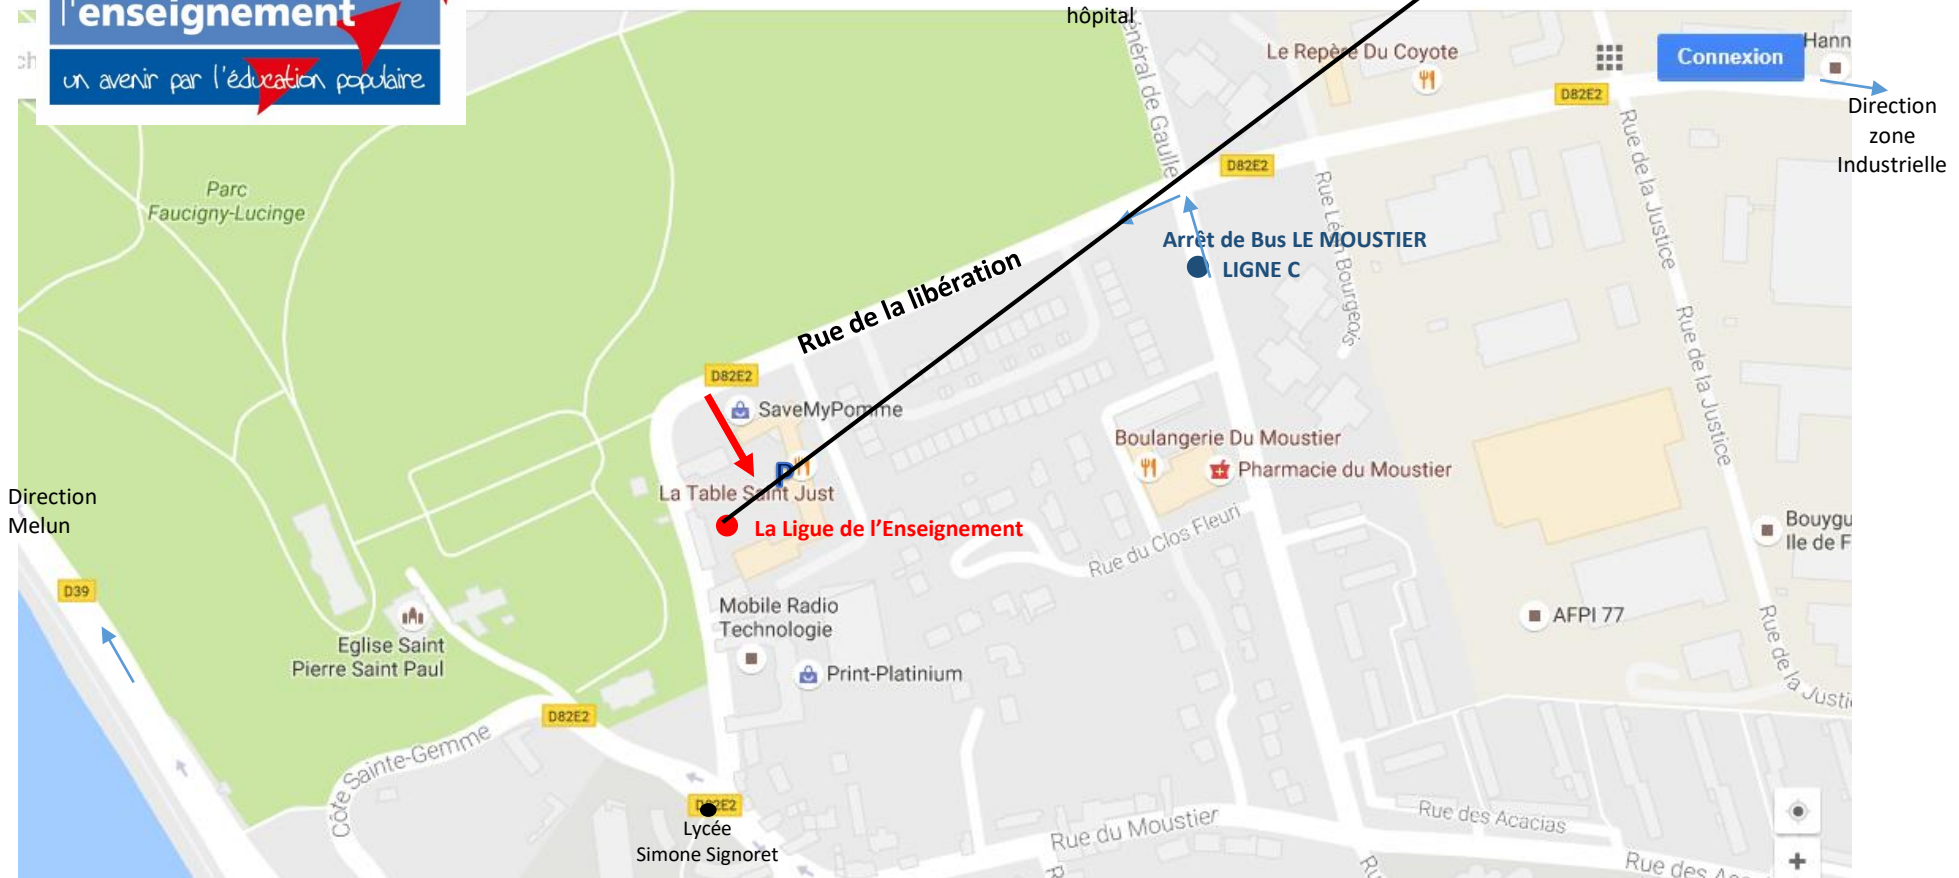 l'enseignement
un avenir par l'éducation populaire
hôpital
Général de Gaulle
Le Repère Du Coyote
Connexion
Hann
D82E2
Direction
zone
Industrielle
Parc
Faucigny-Lucinge
D82E2
Rue Léon Bourgeois
Rue de la Justice
Arrêt de Bus LE MOUSTIER
LIGNE C
Rue de la libération
Rue de la Justice
D82E2
SaveMyPomme
Boulangerie Du Moustier
Pharmacie du Moustier
P
La Table Saint Just
La Ligue de l'Enseignement
Direction
Melun
Rue du Clos Fleuri
Bouygu
Ile de F
D39
Mobile Radio
Technologie
AFPI 77
Eglise Saint
Pierre Saint Paul
Print-Platinium
Rue de la Justi
D82E2
Côte Sainte-Gemme
D82E2
Lycée
Simone Signoret
Rue du Moustier
Rue des Acacias
Rue des Ac
+